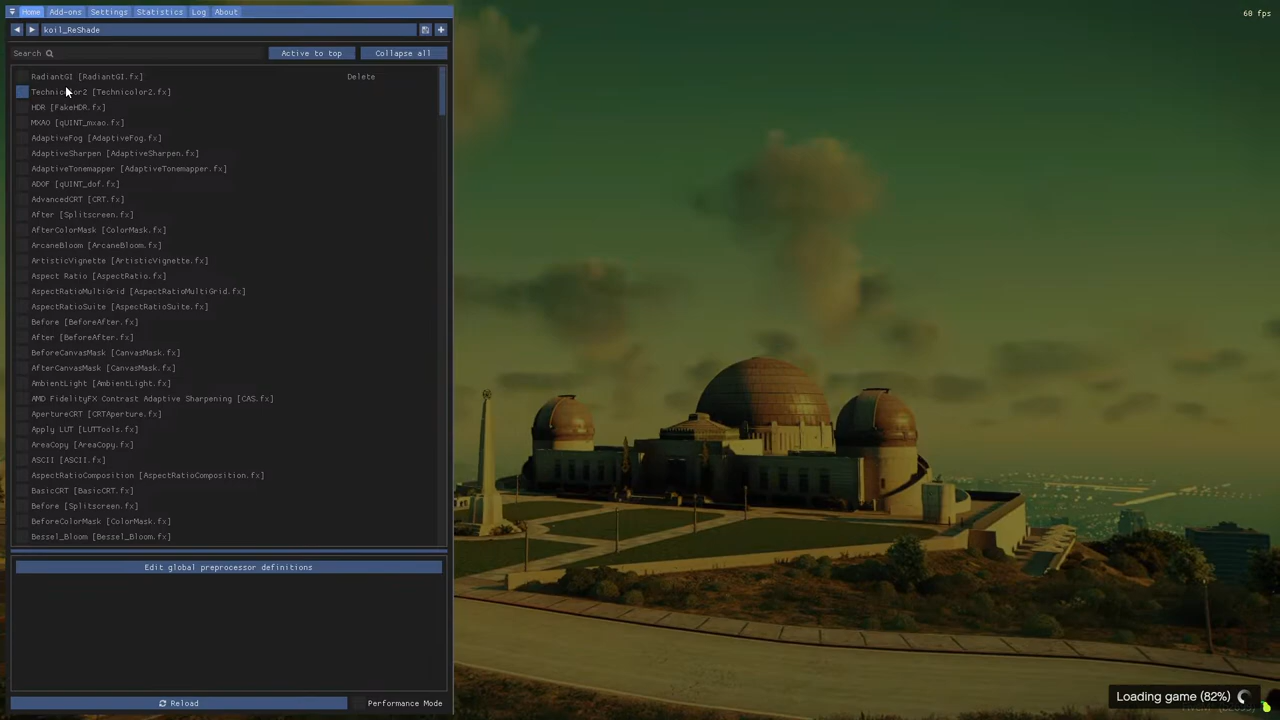 Home Add-ons Settings Statistics Log About
60 fps
koil_ReShade
Search Active to top Collapse all
RadiantGI [RadiantGI.fx] Delete
Technicolor2 [Technicolor2.fx]
HDR [FakeHDR.fx]
MXAO [qUINT_mxao.fx]
AdaptiveFog [AdaptiveFog.fx]
AdaptiveSharpen [AdaptiveSharpen.fx]
AdaptiveTonemapper [AdaptiveTonemapper.fx]
ADOF [qUINT_dof.fx]
AdvancedCRT [CRT.fx]
After [Splitscreen.fx]
AfterColorMask [ColorMask.fx]
ArcaneBloom [ArcaneBloom.fx]
ArtisticVignette [ArtisticVignette.fx]
Aspect Ratio [AspectRatio.fx]
AspectRatioMultiGrid [AspectRatioMultiGrid.fx]
AspectRatioSuite [AspectRatioSuite.fx]
Before [BeforeAfter.fx]
After [BeforeAfter.fx]
BeforeCanvasMask [CanvasMask.fx]
AfterCanvasMask [CanvasMask.fx]
AmbientLight [AmbientLight.fx]
AMD FidelityFX Contrast Adaptive Sharpening [CAS.fx]
ApertureCRT [CRTAperture.fx]
Apply LUT [LUTTools.fx]
AreaCopy [AreaCopy.fx]
ASCII [ASCII.fx]
AspectRatioComposition [AspectRatioComposition.fx]
BasicCRT [BasicCRT.fx]
Before [Splitscreen.fx]
BeforeColorMask [ColorMask.fx]
Bessel_Bloom [Bessel_Bloom.fx]
Edit global preprocessor definitions
Loading game (82%)
Reload Performance Mode